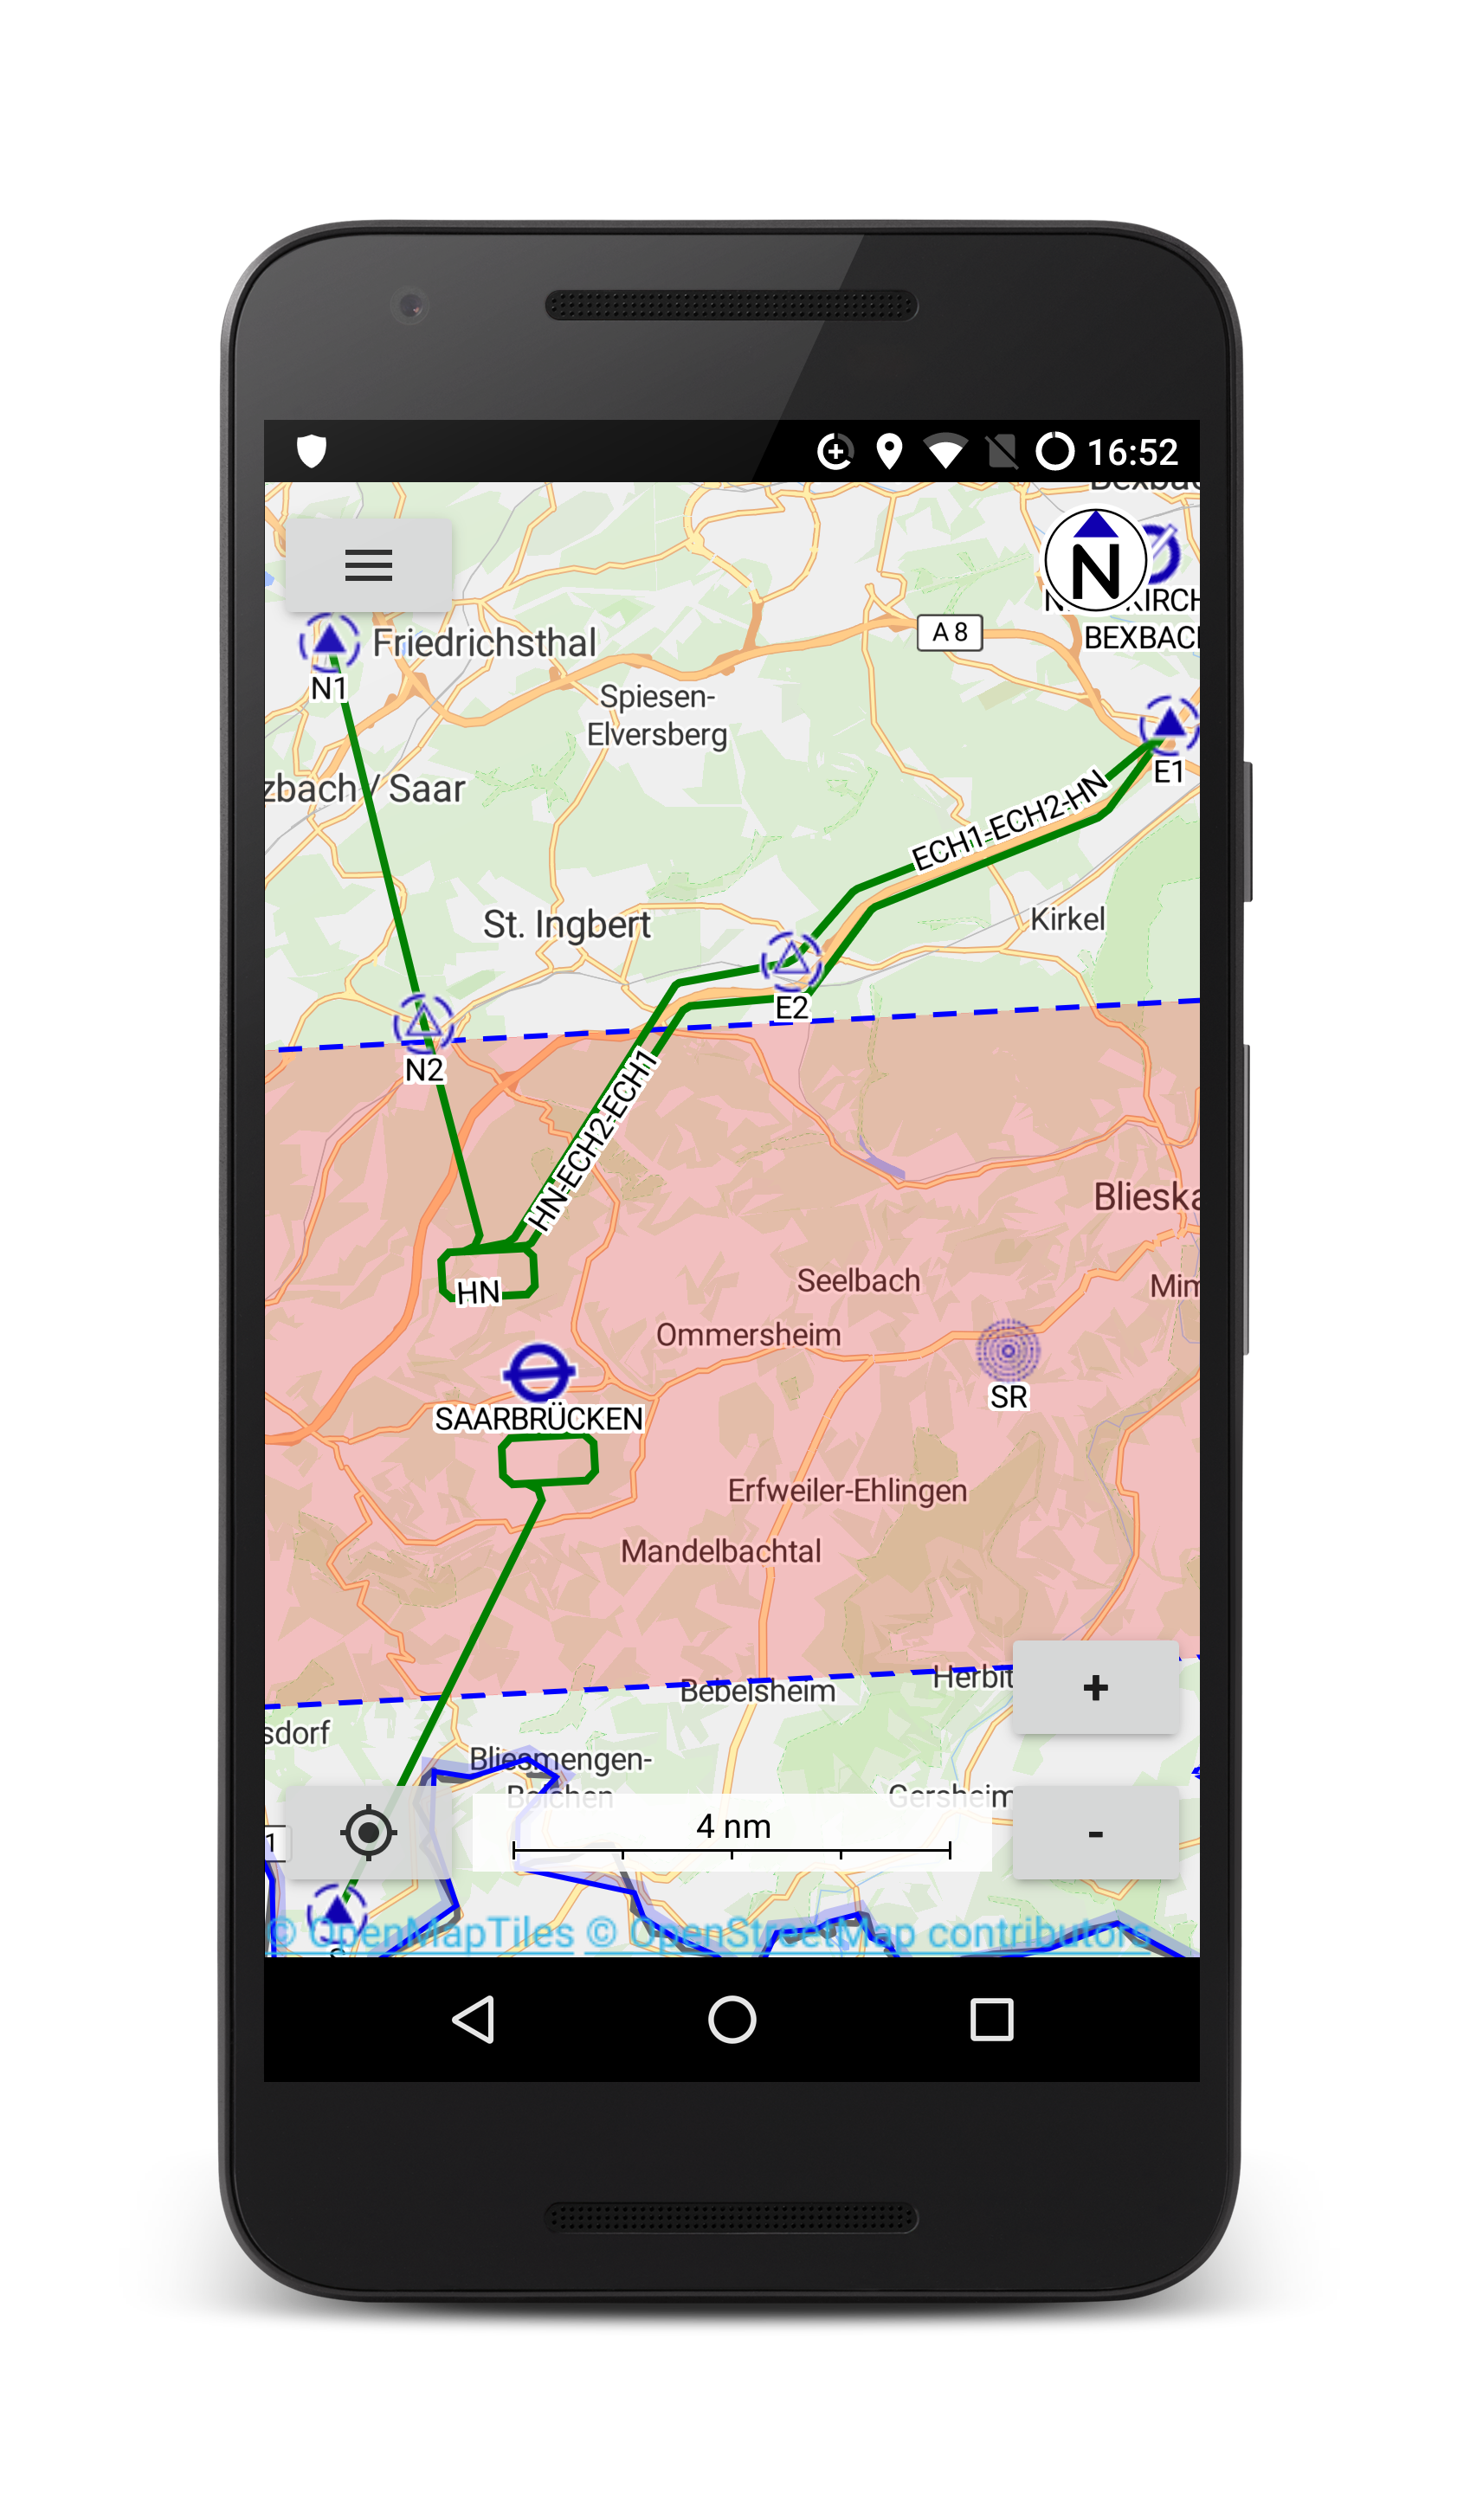 16:52
Bexbac
N
N KIRCH
BEXBACH
A 8
Friedrichsthal
N1
Spiesen-
Elversberg
E1
zbach / Saar
ECH1-ECH2-HN
St. Ingbert
Kirkel
E2
N2
HN-ECH2-ECH1
Blieska
Seelbach
Mim
HN
Ommersheim
SR
SAARBRÜCKEN
Erfweiler-Ehlingen
Mandelbachtal
Herbit
Bebelsheim
+
sdorf
Bliesmengen-
Bolchen
Gersheim
4 nm
1
-
© OpenMapTiles © OpenStreetMap contributors